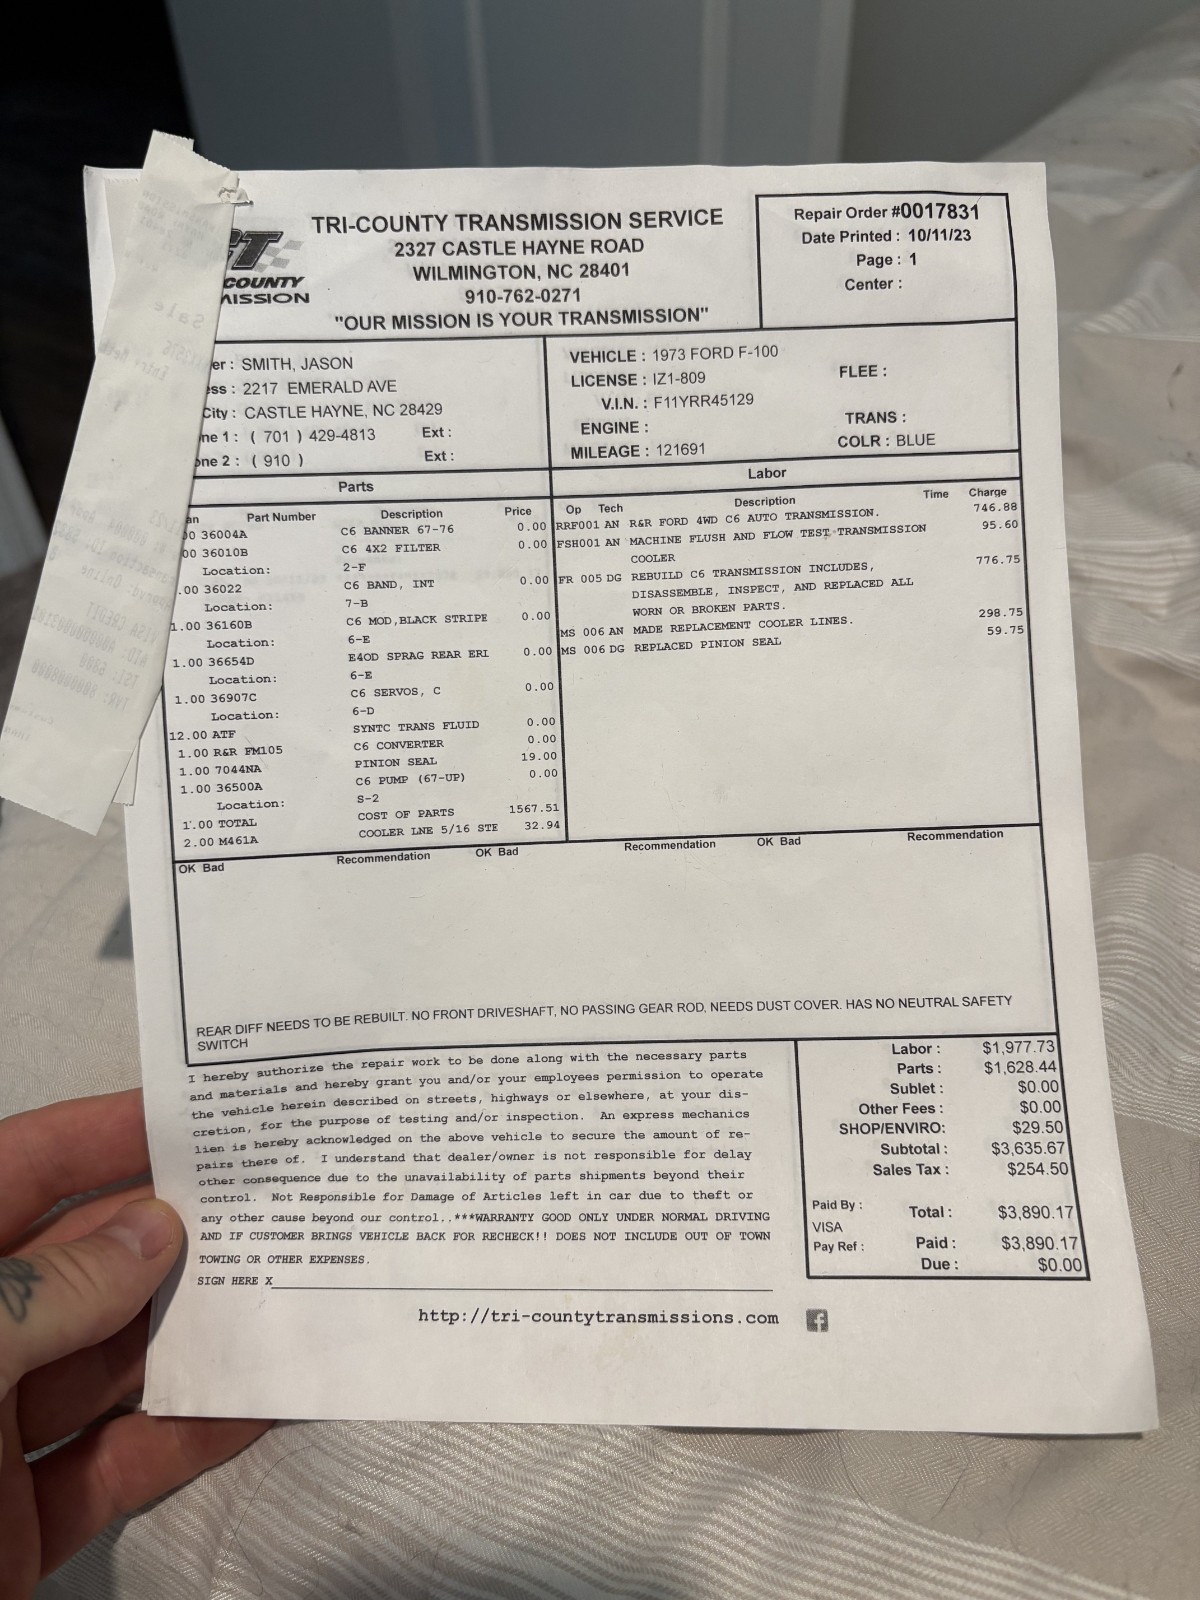 TRI-COUNTY TRANSMISSION SERVICE
2327 CASTLE HAYNE ROAD
WILMINGTON, NC 28401
910-762-0271
"OUR MISSION IS YOUR TRANSMISSION"
COUNTY
MISSION
Repair Order #0017831
Date Printed : 10/11/23
Page : 1
Center :
Sale
er : SMITH, JASON
ess : 2217 EMERALD AVE
City : CASTLE HAYNE, NC 28429
ne 1 : ( 701 ) 429-4813 Ext :
one 2 : ( 910 ) Ext :
VEHICLE : 1973 FORD F-100
LICENSE : IZ1-809
V.I.N. : F11YRR45129
ENGINE :
MILEAGE : 121691
FLEE :
TRANS :
COLR : BLUE
Parts
an Part Number Description Price
00 36004A C6 BANNER 67-76 0.00
00 36010B C6 4X2 FILTER 0.00
Location: 2-F
.00 36022 C6 BAND, INT 0.00
Location: 7-B
1.00 36160B C6 MOD,BLACK STRIPE 0.00
Location: 6-E
1.00 36654D E4OD SPRAG REAR ERI 0.00
Location: 6-E
1.00 36907C C6 SERVOS, C 0.00
Location: 6-D
12.00 ATF SYNTC TRANS FLUID 0.00
1.00 R&R FM105 C6 CONVERTER 0.00
1.00 7044NA PINION SEAL 19.00
1.00 36500A C6 PUMP (67-UP) 0.00
Location: S-2
1.00 TOTAL COST OF PARTS 1567.51
2.00 M461A COOLER LNE 5/16 STE 32.94
Labor
Op Tech Description Time Charge
RRF001 AN R&R FORD 4WD C6 AUTO TRANSMISSION. 746.88
FSH001 AN MACHINE FLUSH AND FLOW TEST TRANSMISSION 95.60
COOLER
FR 005 DG REBUILD C6 TRANSMISSION INCLUDES, 776.75
DISASSEMBLE, INSPECT, AND REPLACED ALL
WORN OR BROKEN PARTS.
MS 006 AN MADE REPLACEMENT COOLER LINES. 298.75
MS 006 DG REPLACED PINION SEAL 59.75
OK Bad Recommendation OK Bad Recommendation OK Bad Recommendation
REAR DIFF NEEDS TO BE REBUILT. NO FRONT DRIVESHAFT, NO PASSING GEAR ROD, NEEDS DUST COVER. HAS NO NEUTRAL SAFETY
SWITCH
I hereby authorize the repair work to be done along with the necessary parts
and materials and hereby grant you and/or your employees permission to operate
the vehicle herein described on streets, highways or elsewhere, at your dis-
cretion, for the purpose of testing and/or inspection. An express mechanics
lien is hereby acknowledged on the above vehicle to secure the amount of re-
pairs there of. I understand that dealer/owner is not responsible for delay
other consequence due to the unavailability of parts shipments beyond their
control. Not Responsible for Damage of Articles left in car due to theft or
any other cause beyond our control..***WARRANTY GOOD ONLY UNDER NORMAL DRIVING
AND IF CUSTOMER BRINGS VEHICLE BACK FOR RECHECK!! DOES NOT INCLUDE OUT OF TOWN
TOWING OR OTHER EXPENSES.
SIGN HERE X
Labor : $1,977.73
Parts : $1,628.44
Sublet : $0.00
Other Fees : $0.00
SHOP/ENVIRO: $29.50
Subtotal : $3,635.67
Sales Tax : $254.50
Paid By : Total : $3,890.17
VISA
Pay Ref : Paid : $3,890.17
Due : $0.00
http://tri-countytransmissions.com